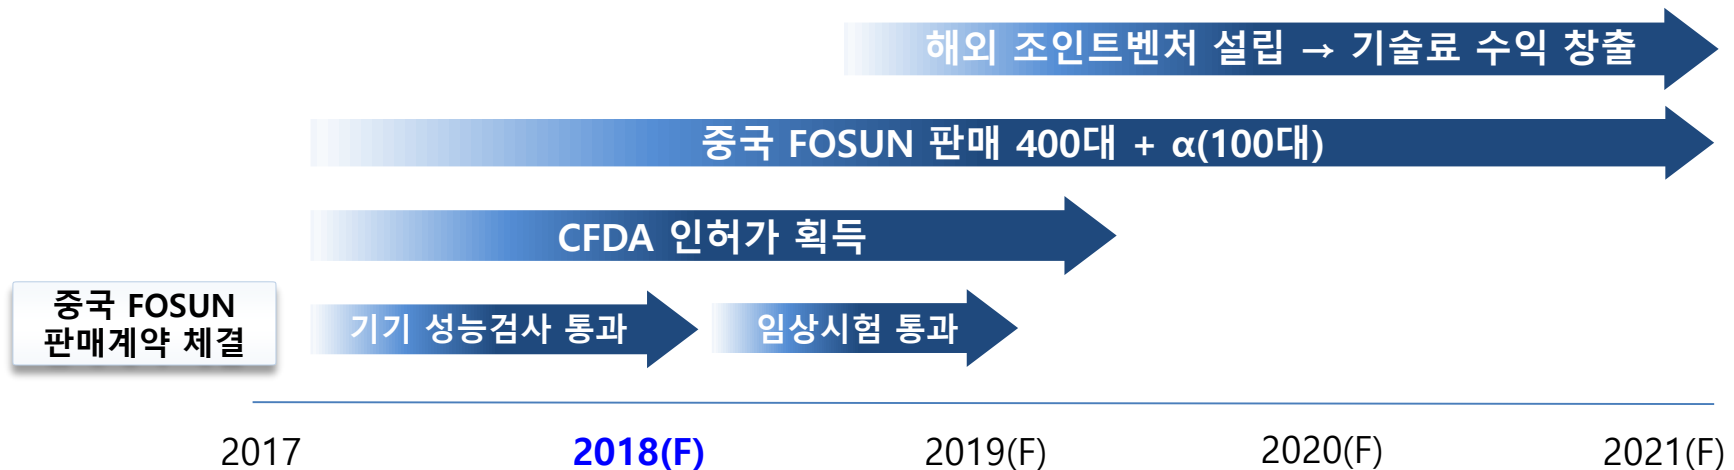 해외 조인트벤처 설립 → 기술료 수익 창출
중국 FOSUN 판매 400대 + α(100대)
CFDA 인허가 획득
중국 FOSUN
판매계약 체결
기기 성능검사 통과
임상시험 통과
2017
2018(F)
2019(F)
2020(F)
2021(F)